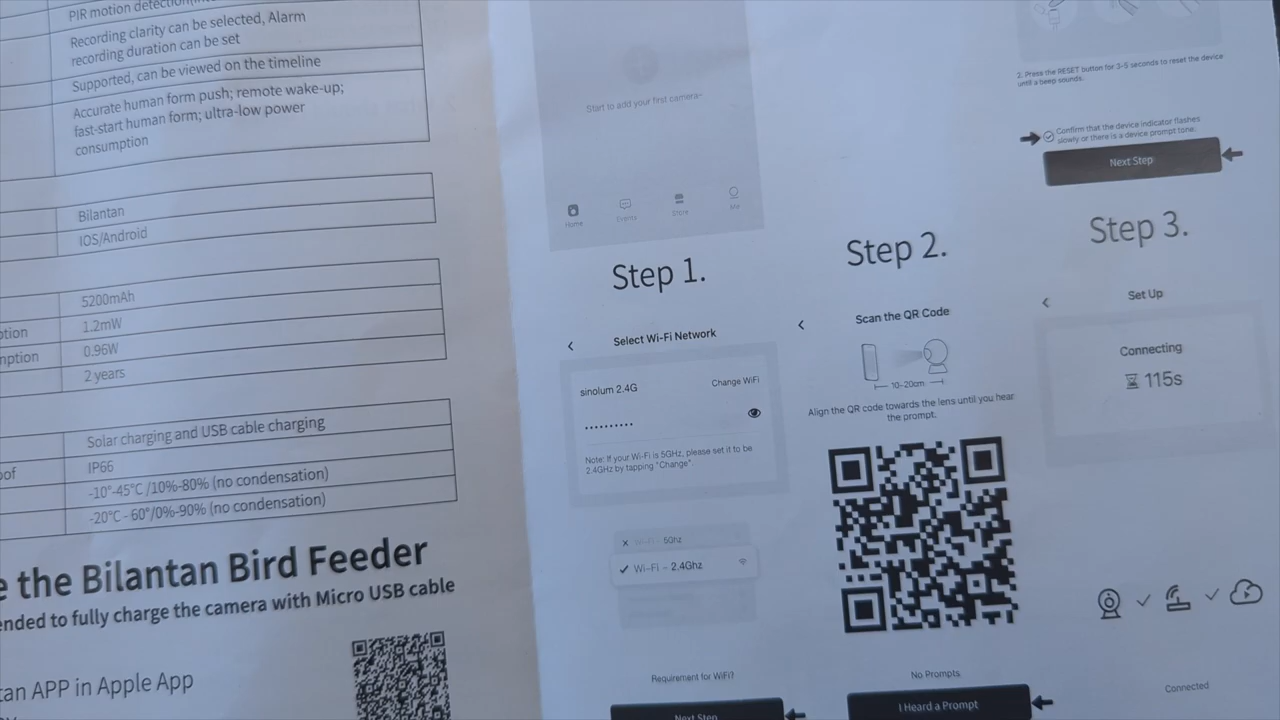 PIR motion detection
Recording clarity can be selected, Alarm
recording duration can be set
Supported, can be viewed on the timeline
Accurate human form push; remote wake-up;
fast-start human form; ultra-low power
consumption
Bilantan
IOS/Android
5200mAh
1.2mW
0.96W
2 years
Solar charging and USB cable charging
IP66
-10°-45°C /10%-80% (no condensation)
-20°C - 60°/0%-90% (no condensation)
the Bilantan Bird Feeder
to fully charge the camera with Micro USB cable
APP in Apple App
Start to add your first camera~
Home
Events
Store
Me
Step 1.
Select Wi-Fi Network
sinolum 2.4G Change WiFi
••••••••••
Note: If your Wi-Fi is 5GHz, please set it to be
2.4GHz by tapping "Change".
Wi-Fi - 5Ghz
Wi-Fi - 2.4Ghz
Requirement for WiFi?
Next Step
Step 2.
Scan the QR Code
10-20cm
Align the QR code towards the lens until you hear
the prompt.
No Prompts
I Heard a Prompt
2. Press the RESET button for 3-5 seconds to reset the device
until a beep sounds.
Confirm that the device indicator flashes
slowly or there is a device prompt tone.
Next Step
Step 3.
Set Up
Connecting
115s
Connected